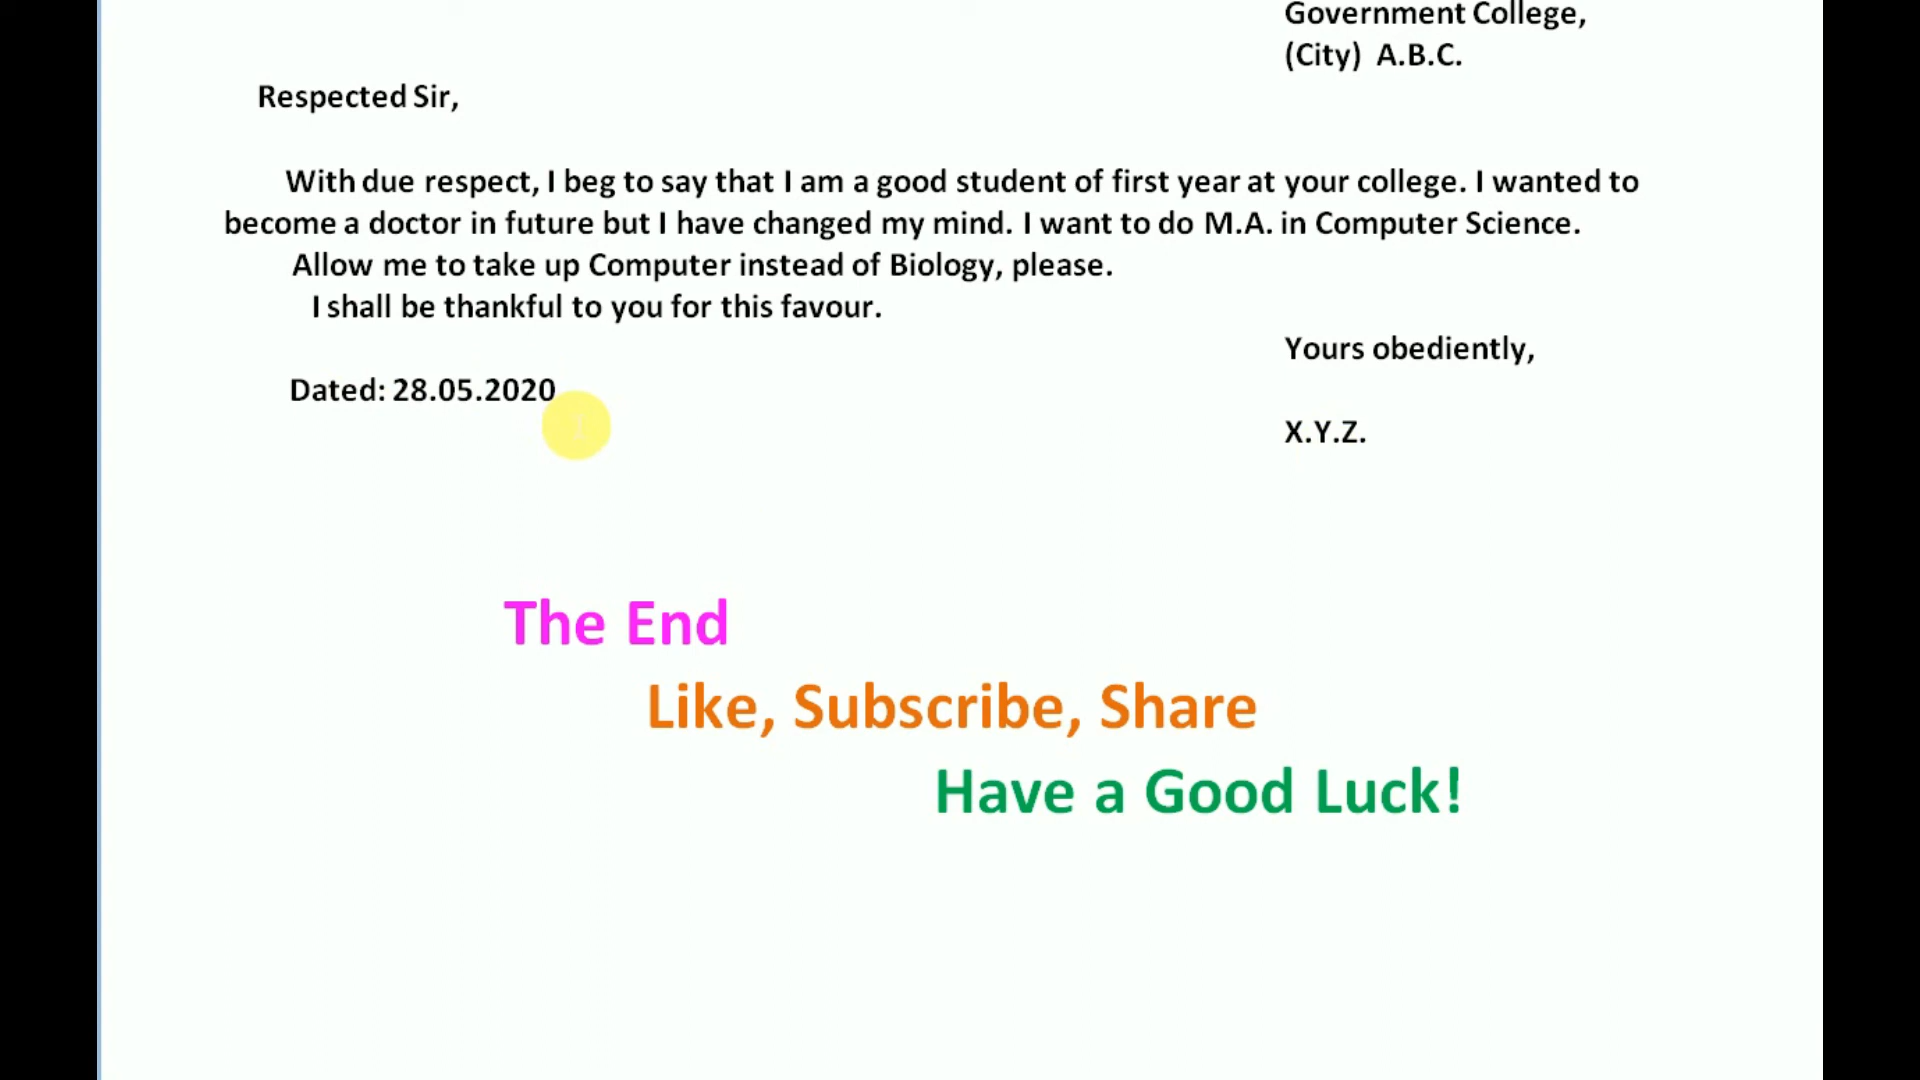 Government College,
(City) A.B.C.
Respected Sir,
With due respect, I beg to say that I am a good student of first year at your college. I wanted to
become a doctor in future but I have changed my mind. I want to do M.A. in Computer Science.
Allow me to take up Computer instead of Biology, please.
I shall be thankful to you for this favour.
Yours obediently,
Dated: 28.05.2020
X.Y.Z.
The End
Like, Subscribe, Share
Have a Good Luck!